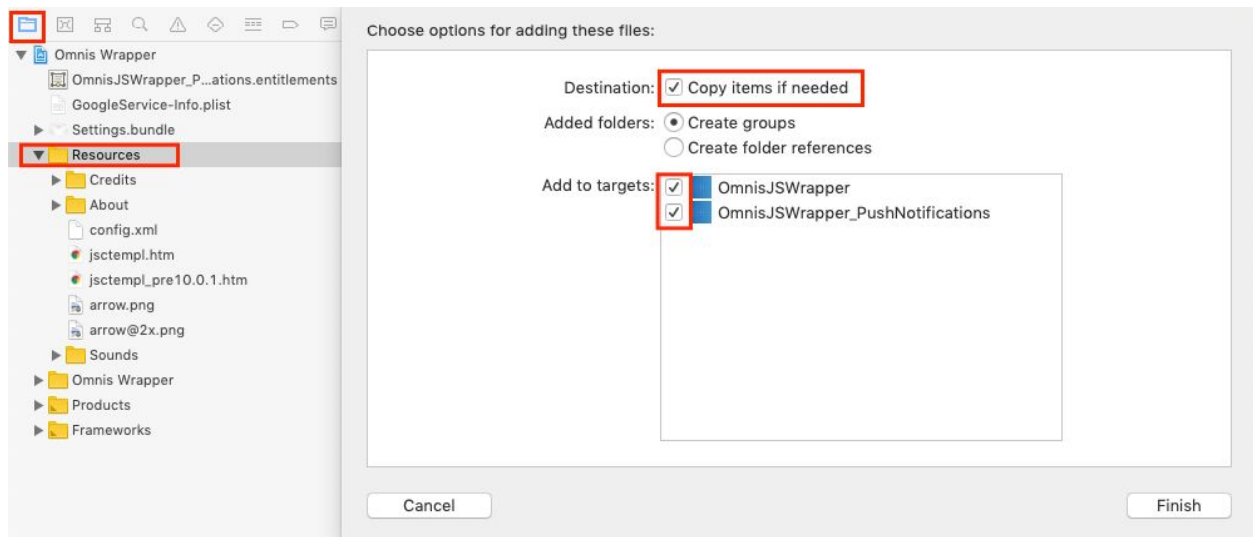 Omnis Wrapper
OmnisJSWrapper_P...ations.entitlements
GoogleService-Info.plist
Settings.bundle
Resources
Credits
About
config.xml
jsctempl.htm
jsctempl_pre10.0.1.htm
arrow.png
arrow@2x.png
Sounds
Omnis Wrapper
Products
Frameworks
Choose options for adding these files:
Destination: Copy items if needed
Added folders: Create groups
Create folder references
Add to targets: OmnisJSWrapper
OmnisJSWrapper_PushNotifications
Cancel
Finish